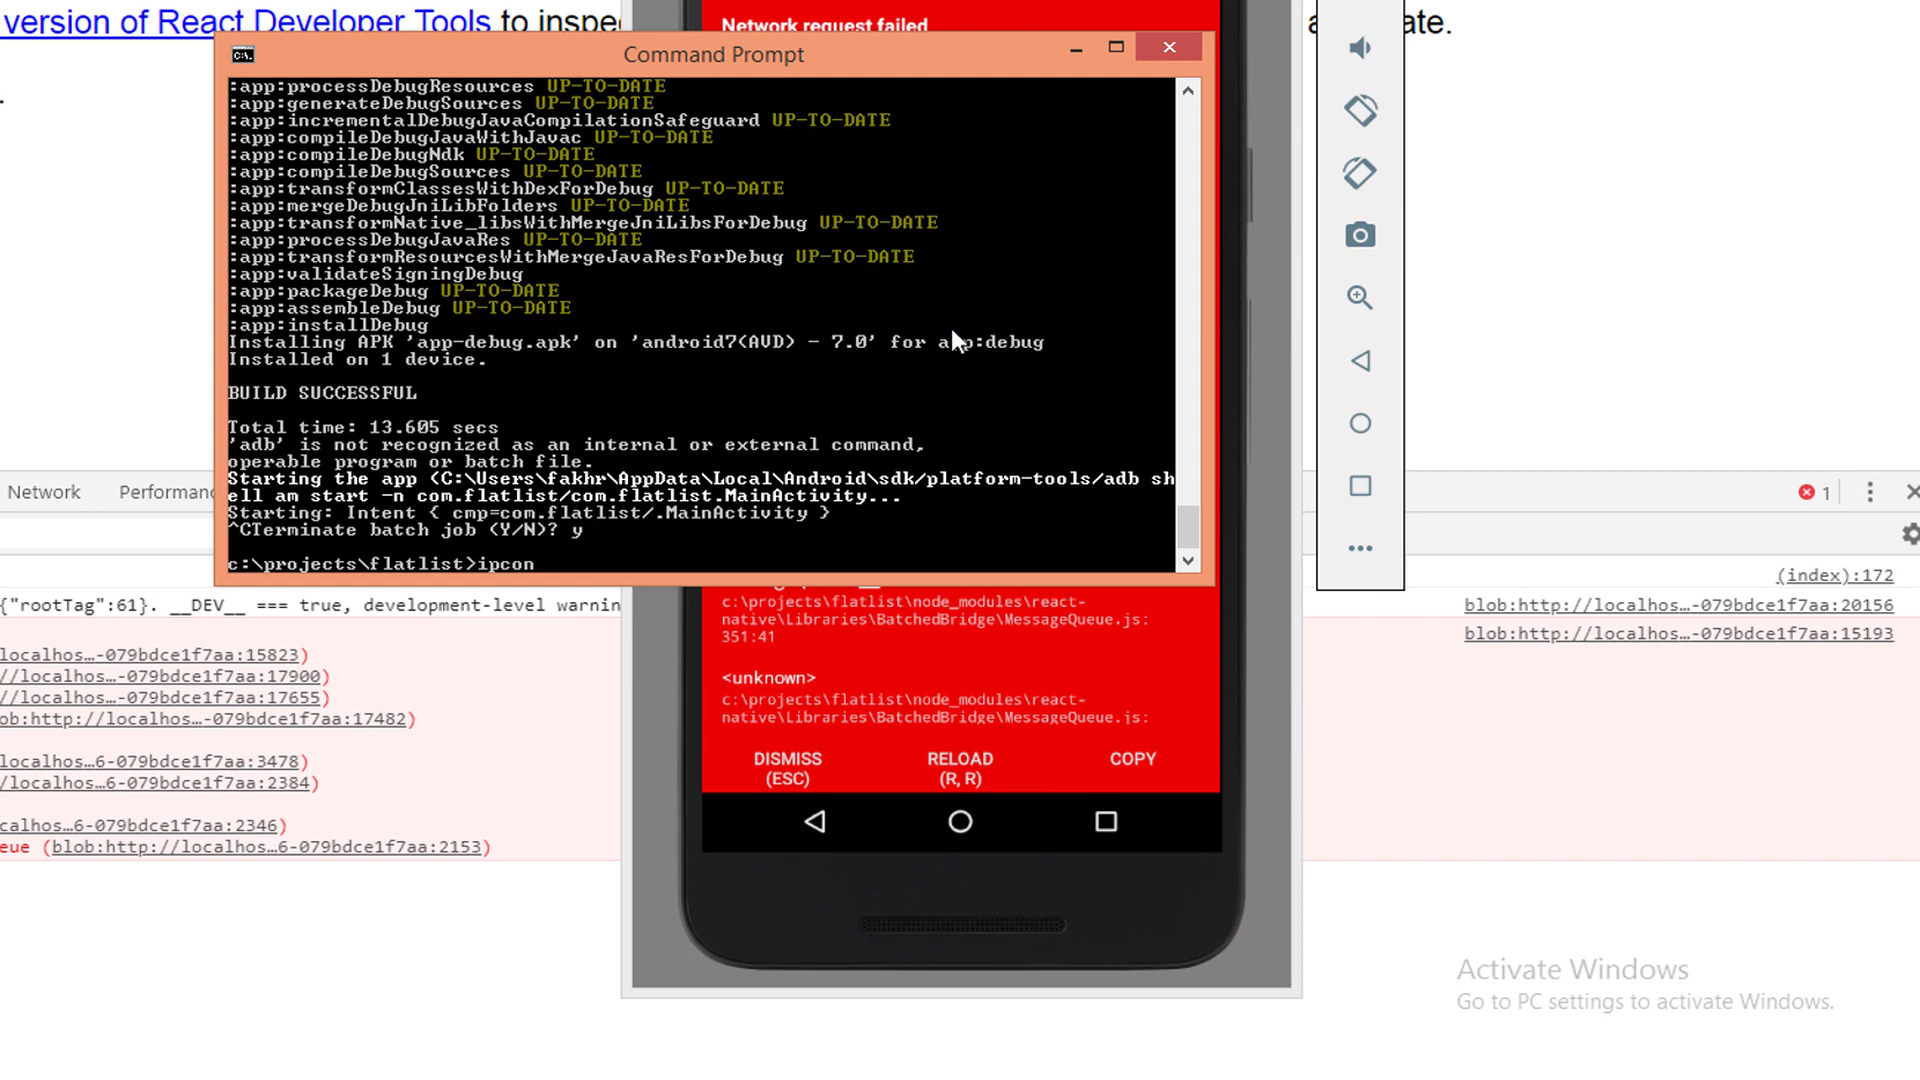 version of React Developer Tools to inspe
ate.
Network request failed
Command Prompt
:app:processDebugResources UP-TO-DATE
:app:generateDebugSources UP-TO-DATE
:app:incrementalDebugJavaCompilationSafeguard UP-TO-DATE
:app:compileDebugJavaWithJavac UP-TO-DATE
:app:compileDebugNdk UP-TO-DATE
:app:compileDebugSources UP-TO-DATE
:app:transformClassesWithDexForDebug UP-TO-DATE
:app:mergeDebugJniLibFolders UP-TO-DATE
:app:transformNative_libsWithMergeJniLibsForDebug UP-TO-DATE
:app:processDebugJavaRes UP-TO-DATE
:app:transformResourcesWithMergeJavaResForDebug UP-TO-DATE
:app:validateSigningDebug
:app:packageDebug UP-TO-DATE
:app:assembleDebug UP-TO-DATE
:app:installDebug
Installing APK 'app-debug.apk' on 'android7(AVD) - 7.0' for app:debug
Installed on 1 device.
BUILD SUCCESSFUL
Total time: 13.605 secs
'adb' is not recognized as an internal or external command,
operable program or batch file.
Starting the app (C:\Users\fakhr\AppData\Local\Android\sdk/platform-tools/adb sh
ell am start -n com.flatlist/com.flatlist.MainActivity...
Starting: Intent { cmp=com.flatlist/.MainActivity }
^CTerminate batch job (Y/N)? y
c:\projects\flatlist>ipcon
Network Performanc
1
(index):172
{"rootTag":61}. __DEV__ === true, development-level warnin
blob:http://localhos…-079bdce1f7aa:20156
blob:http://localhos…-079bdce1f7aa:15193
localhos…-079bdce1f7aa:15823)
//localhos…-079bdce1f7aa:17900)
//localhos…-079bdce1f7aa:17655)
ob:http://localhos…-079bdce1f7aa:17482)
localhos…6-079bdce1f7aa:3478)
/localhos…6-079bdce1f7aa:2384)
calhos…6-079bdce1f7aa:2346)
eue (blob:http://localhos…6-079bdce1f7aa:2153)
c:\projects\flatlist\node_modules\react-
native\Libraries\BatchedBridge\MessageQueue.js:
351:41
<unknown>
c:\projects\flatlist\node_modules\react-
native\Libraries\BatchedBridge\MessageQueue.js:
DISMISS
(ESC)
RELOAD
(R, R)
COPY
Activate Windows
Go to PC settings to activate Windows.